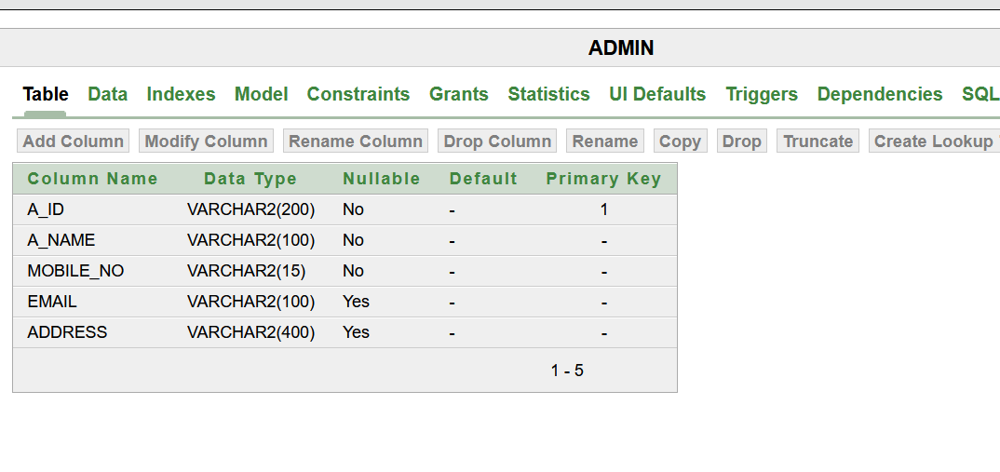 ADMIN
Table Data Indexes Model Constraints Grants Statistics UI Defaults Triggers Dependencies SQL
Add Column Modify Column Rename Column Drop Column Rename Copy Drop Truncate Create Lookup
Column Name Data Type Nullable Default Primary Key
A_ID VARCHAR2(200) No - 1
A_NAME VARCHAR2(100) No - -
MOBILE_NO VARCHAR2(15) No - -
EMAIL VARCHAR2(100) Yes - -
ADDRESS VARCHAR2(400) Yes - -
1 - 5